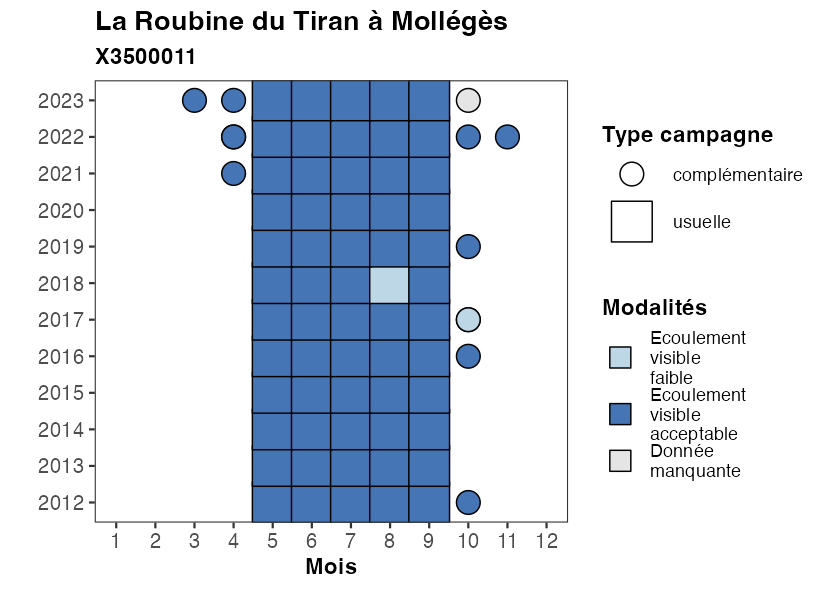 La Roubine du Tiran à Mollégès
X3500011
2023
2022
2021
2020
2019
2018
2017
2016
2015
2014
2013
2012
1 2 3 4 5 6 7 8 9 10 11 12
Mois
Type campagne
complémentaire
usuelle
Modalités
Ecoulement
visible
faible
Ecoulement
visible
acceptable
Donnée
manquante